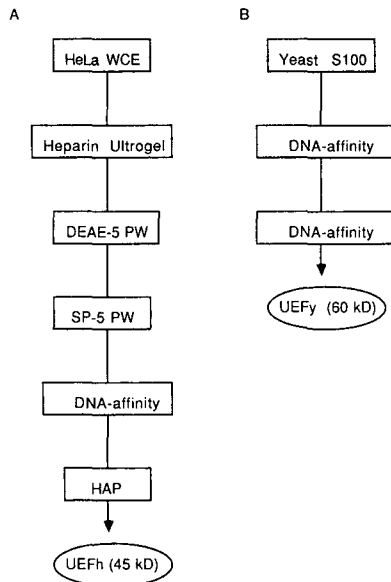 A
HeLa WCE
Heparin Ultrogel
DEAE-5 PW
SP-5 PW
DNA-affinity
HAP
UEFh (45 kD)
B
Yeast S100
DNA-affinity
DNA-affinity
UEFy (60 kD)